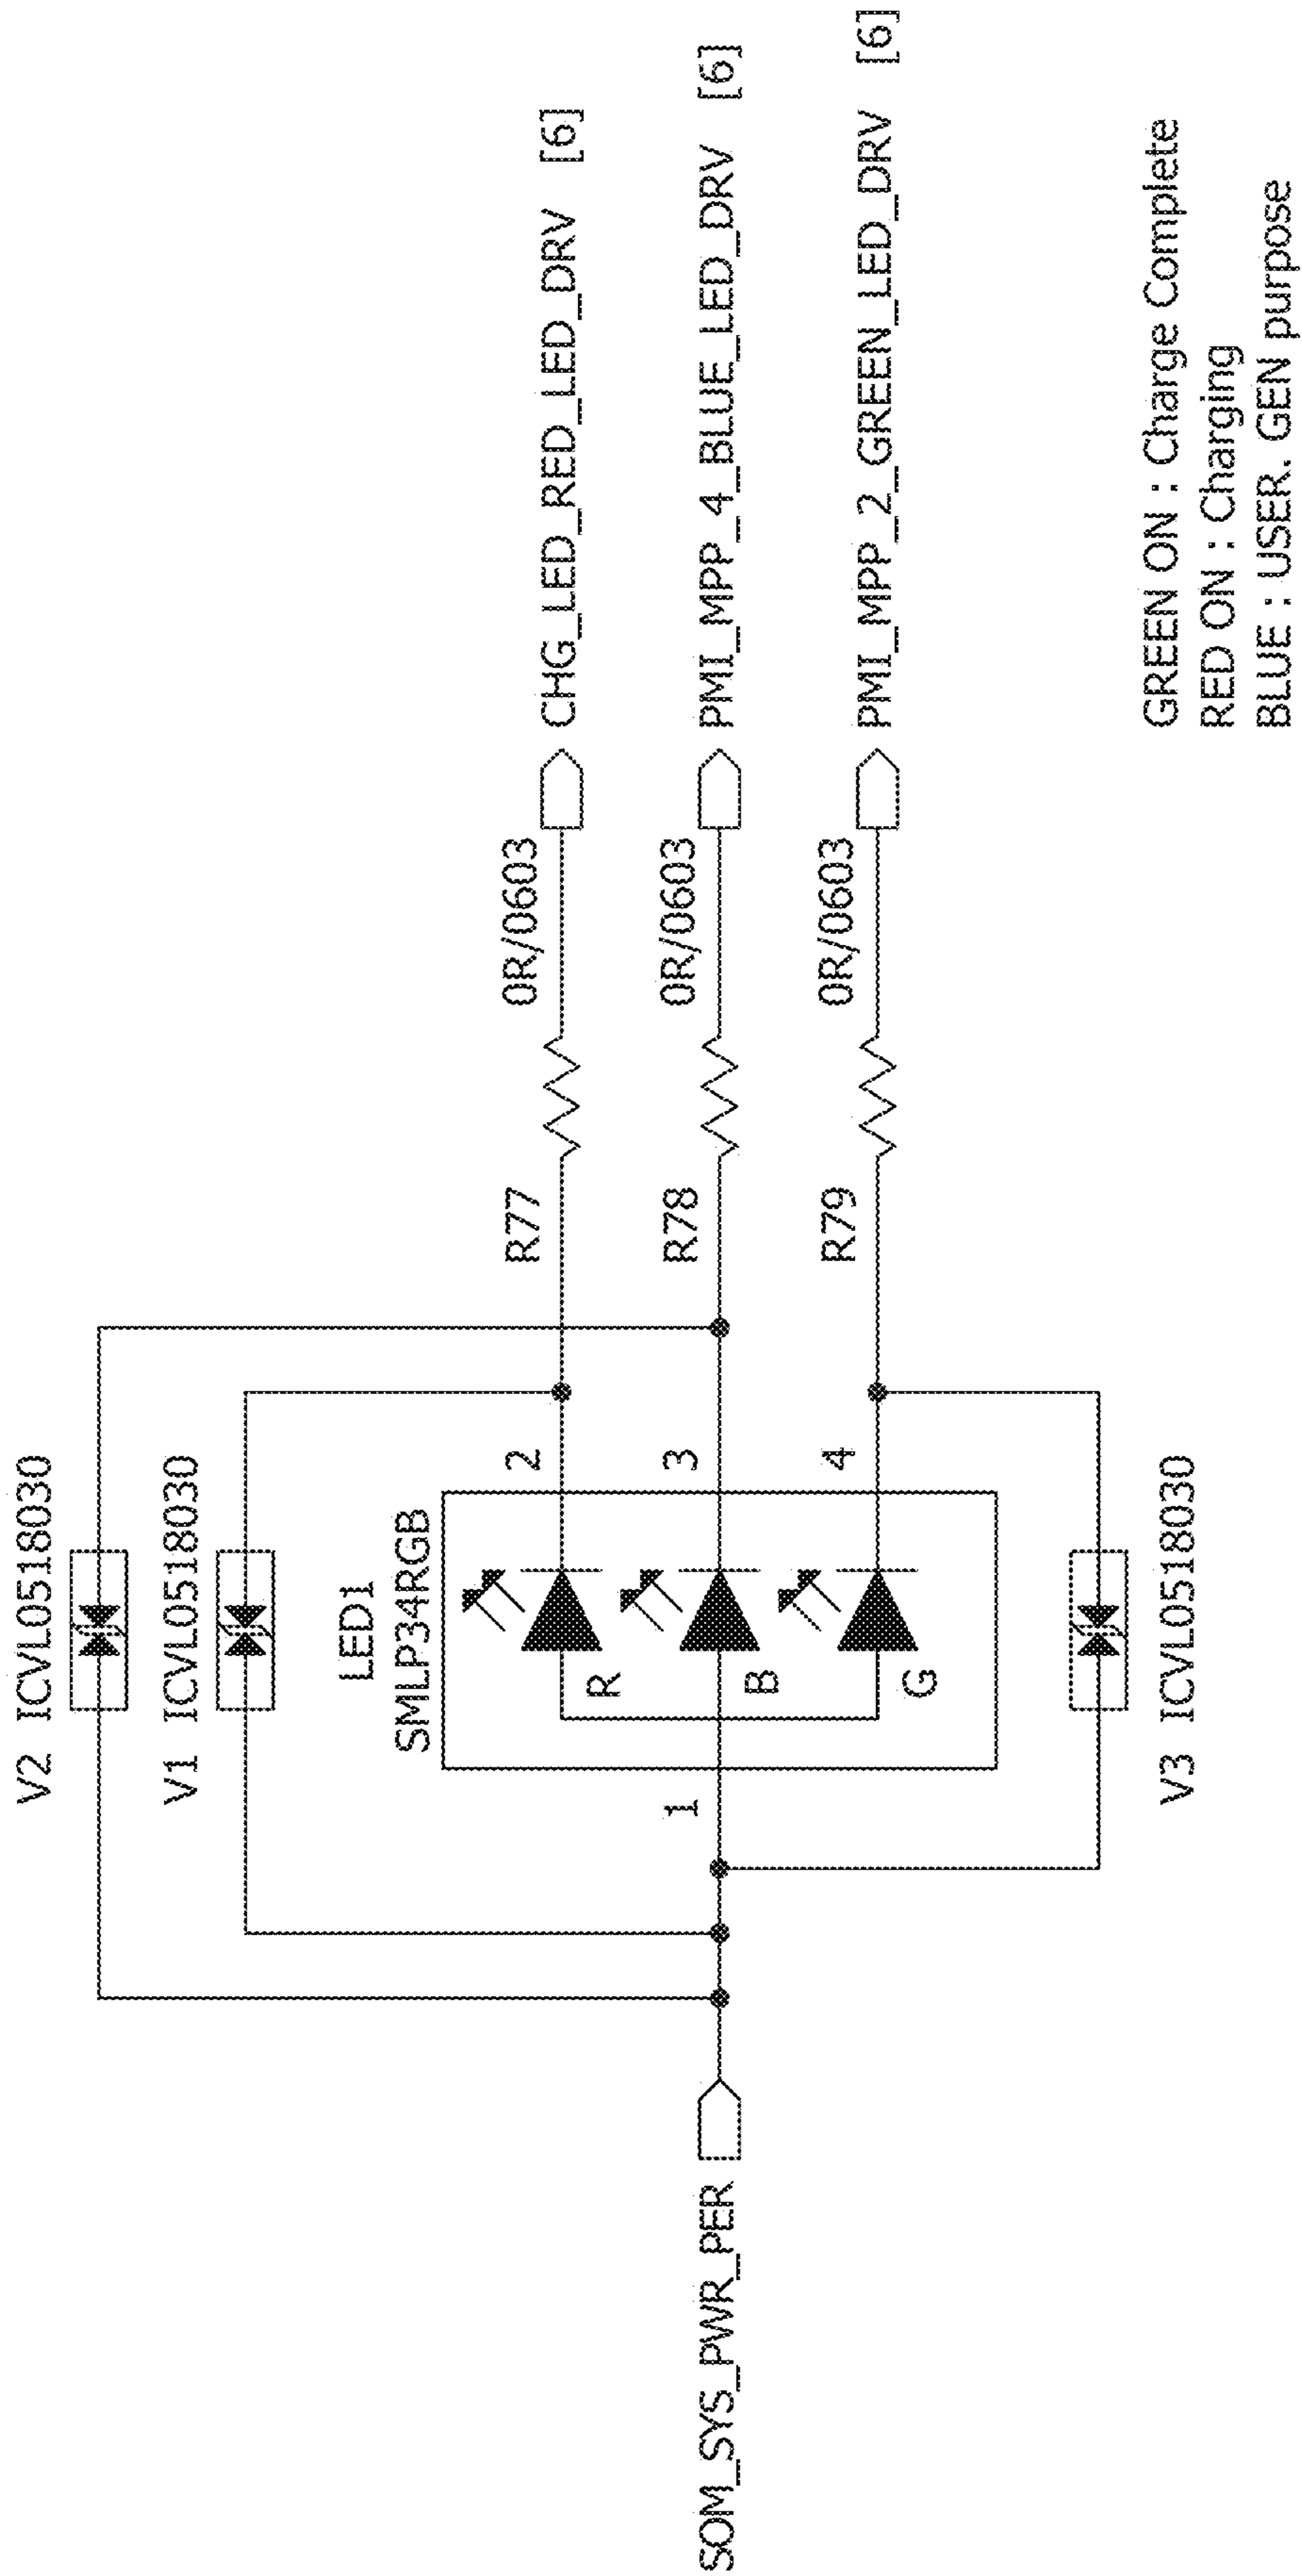 V2 ICVL0518030
V1 ICVL0518030
LED1
SMLP34RGB
SOM_SYS_PWR_PER
1
R
B
G
2
3
4
R77
0R/0603
CHG_LED_RED_LED_DRV [6]
R78
0R/0603
PMI_MPP_4_BLUE_LED_DRV [6]
R79
0R/0603
PMI_MPP_2_GREEN_LED_DRV [6]
V3 ICVL0518030
GREEN ON : Charge Complete
RED ON : Charging
BLUE : USER. GEN purpose